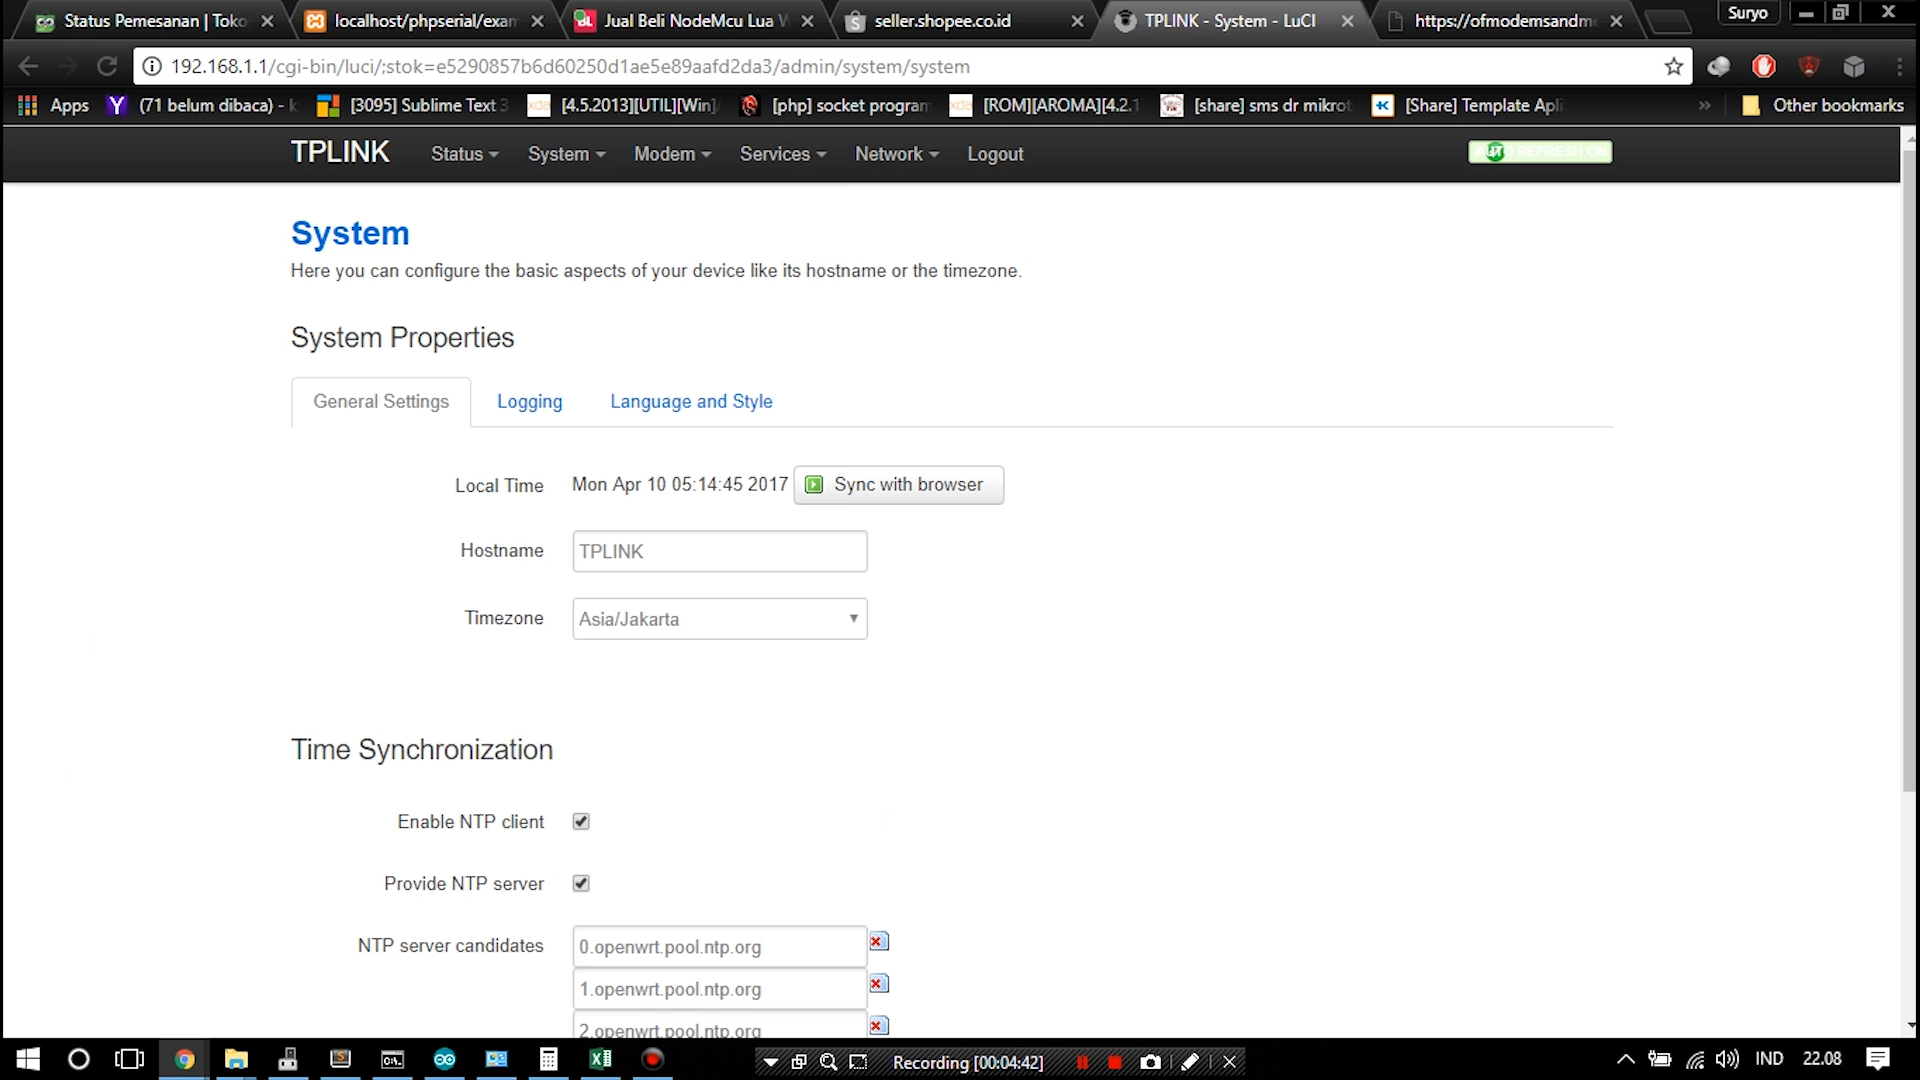 Status Pemesanan | Toko
localhost/phpserial/exam
Jual Beli NodeMcu Lua W
seller.shopee.co.id
TPLINK - System - LuCI
https://ofmodemsandme
Suryo
192.168.1.1/cgi-bin/luci/;stok=e5290857b6d60250d1ae5e89aafd2da3/admin/system/system
Apps
(71 belum dibaca) - k
[3095] Sublime Text 3
[4.5.2013][UTIL][Win]
[php] socket program
[ROM][AROMA][4.2.1
[share] sms dr mikrot
[Share] Template Apli
»
Other bookmarks
TPLINK
Status
System
Modem
Services
Network
Logout
System
Here you can configure the basic aspects of your device like its hostname or the timezone.
System Properties
General Settings
Logging
Language and Style
Local Time
Mon Apr 10 05:14:45 2017
Sync with browser
Hostname
TPLINK
Timezone
Asia/Jakarta
Time Synchronization
Enable NTP client
Provide NTP server
NTP server candidates
0.openwrt.pool.ntp.org
1.openwrt.pool.ntp.org
2.openwrt.pool.ntp.org
Recording [00:04:42]
IND
22.08